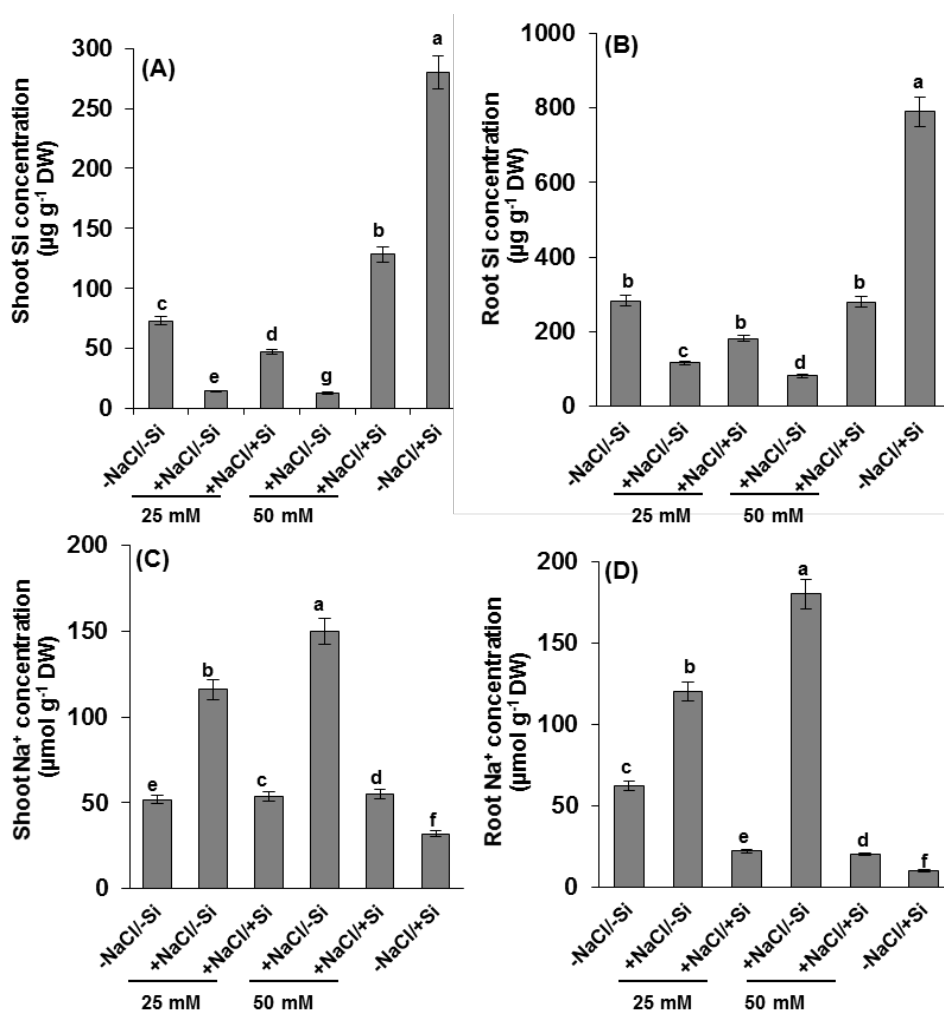 (A)
Shoot Si concentration
(µg g-1 DW)
300
250
200
150
100
50
0
c
e
d
g
b
a
-NaCl/-Si
+NaCl/-Si
+NaCl/+Si
+NaCl/-Si
+NaCl/+Si
-NaCl/+Si
25 mM
50 mM
(B)
Root Si concentration
(µg g-1 DW)
1000
800
600
400
200
0
b
c
b
d
b
a
-NaCl/-Si
+NaCl/-Si
+NaCl/+Si
+NaCl/-Si
+NaCl/+Si
-NaCl/+Si
25 mM
50 mM
(C)
Shoot Na+ concentration
(µmol g-1 DW)
200
150
100
50
0
e
b
c
a
d
f
-NaCl/-Si
+NaCl/-Si
+NaCl/+Si
+NaCl/-Si
+NaCl/+Si
-NaCl/+Si
25 mM
50 mM
(D)
Root Na+ concentration
(µmol g-1 DW)
200
150
100
50
0
c
b
e
a
d
f
-NaCl/-Si
+NaCl/-Si
+NaCl/+Si
+NaCl/-Si
+NaCl/+Si
-NaCl/+Si
25 mM
50 mM